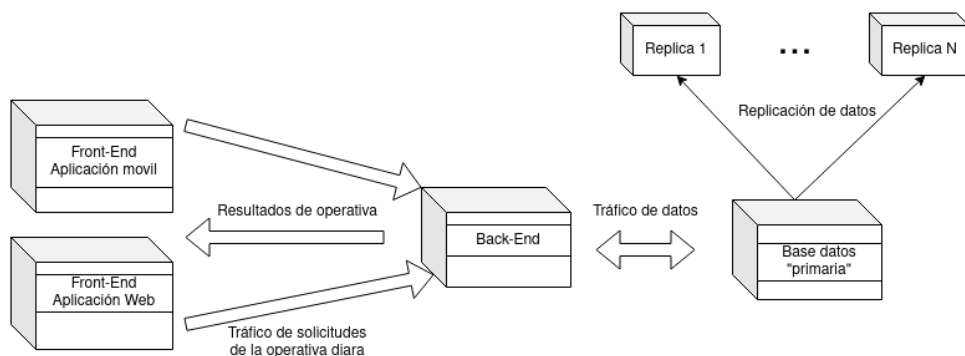 Replica 1
...
Replica N
Replicación de datos
Front-End
Aplicación movil
Resultados de operativa
Back-End
Tráfico de datos
Base datos
"primaria"
Front-End
Aplicación Web
Tráfico de solicitudes
de la operativa diara